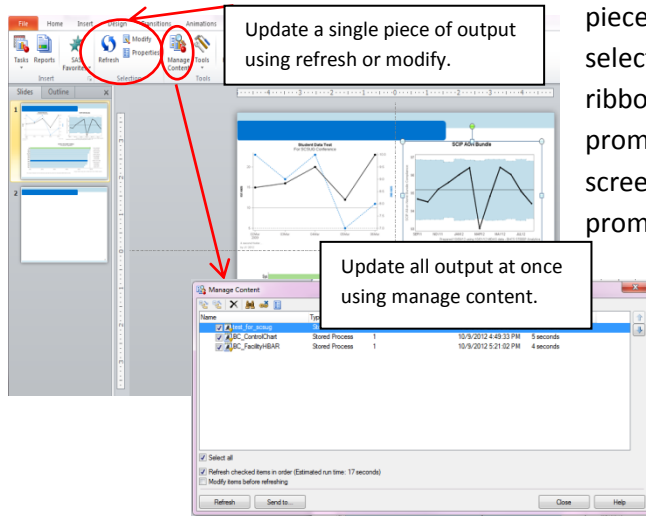 File Home Insert Design Transitions Animations
Update a single piece of output
using refresh or modify.
Tasks Reports SAS Favorites Refresh Modify Properties Manage Content Tools
Insert Selection Tools
Slides Outline x
1
2
Student Data Test
For SCSUG Conference
SCIP AOH Bundle
Update all output at once
using manage content.
Manage Content
Name
test_for_scsug
BC_ControlChart Stored Process 1 10/9/2012 4:49:33 PM 5 seconds
BC_FacilityHBAR Stored Process 1 10/9/2012 5:21:02 PM 4 seconds
Select all
Refresh checked items in order (Estimated run time: 17 seconds)
Modify items before refreshing
Refresh Send to... Close Help
piece
select
ribbo
prom
scree
prom